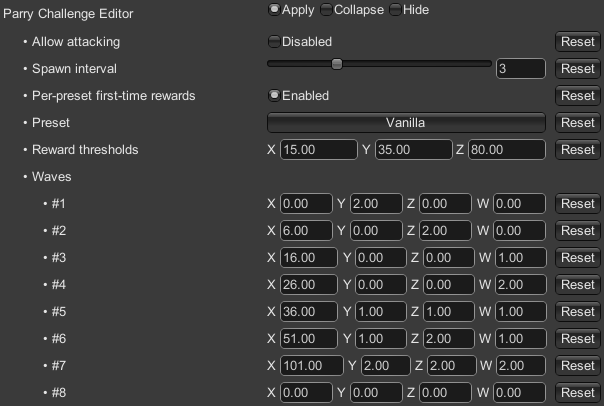 Parry Challenge Editor Apply Collapse Hide
• Allow attacking Disabled Reset
• Spawn interval 3 Reset
• Per-preset first-time rewards Enabled Reset
• Preset Vanilla Reset
• Reward thresholds X 15.00 Y 35.00 Z 80.00 Reset
• Waves
• #1 X 0.00 Y 2.00 Z 0.00 W 0.00 Reset
• #2 X 6.00 Y 0.00 Z 2.00 W 0.00 Reset
• #3 X 16.00 Y 0.00 Z 0.00 W 1.00 Reset
• #4 X 26.00 Y 0.00 Z 0.00 W 2.00 Reset
• #5 X 36.00 Y 1.00 Z 1.00 W 1.00 Reset
• #6 X 51.00 Y 1.00 Z 2.00 W 1.00 Reset
• #7 X 101.00 Y 2.00 Z 2.00 W 2.00 Reset
• #8 X 0.00 Y 0.00 Z 0.00 W 0.00 Reset